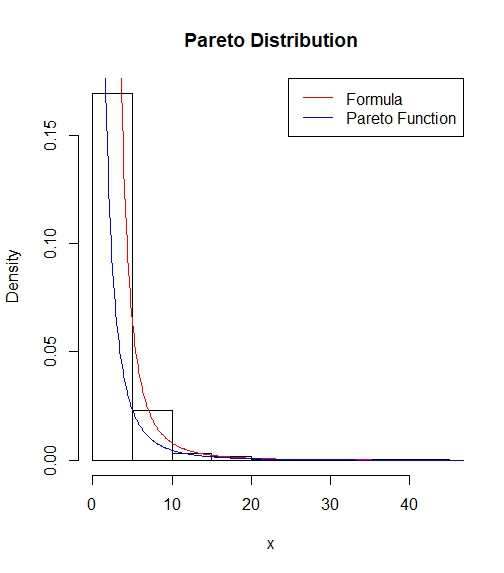 Pareto Distribution
Formula
Pareto Function
Density
0.15
0.10
0.05
0.00
0 10 20 30 40
x